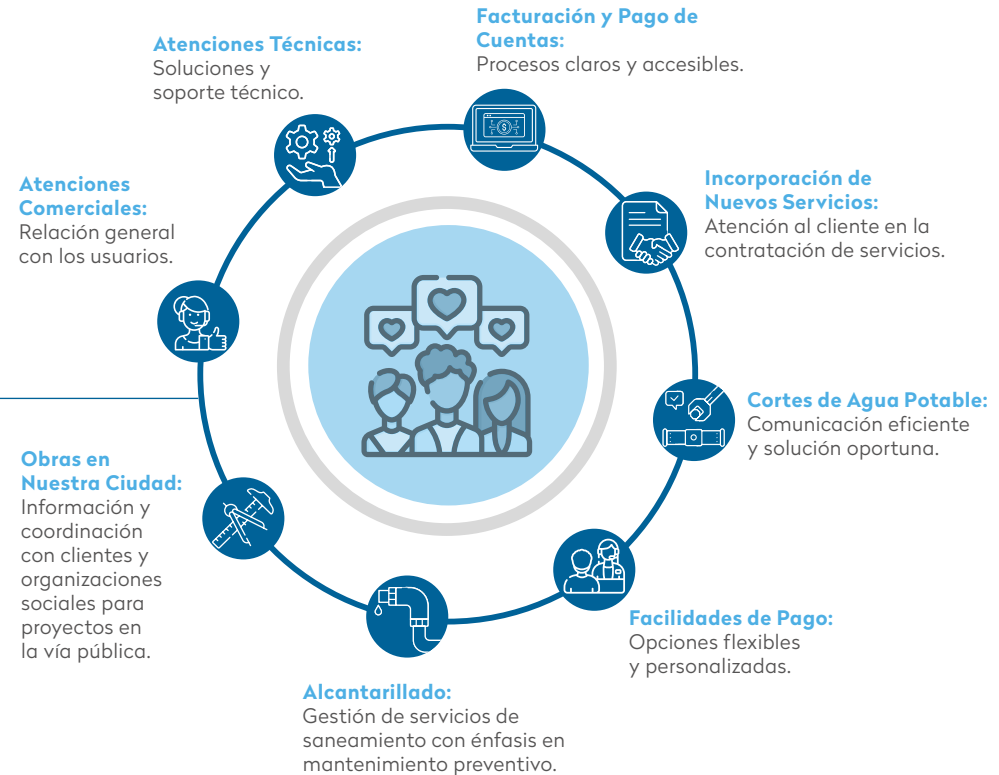 Facturación y Pago de
Cuentas:
Procesos claros y accesibles.
Incorporación de
Nuevos Servicios:
Atención al cliente en la
contratación de servicios.
Cortes de Agua Potable:
Comunicación eficiente
y solución oportuna.
Facilidades de Pago:
Opciones flexibles
y personalizadas.
Alcantarillado:
Gestión de servicios de
saneamiento con énfasis en
mantenimiento preventivo.
Obras en
Nuestra Ciudad:
Información y
coordinación
con clientes y
organizaciones
sociales para
proyectos en
la vía pública.
Atenciones
Comerciales:
Relación general
con los usuarios.
Atenciones Técnicas:
Soluciones y
soporte técnico.